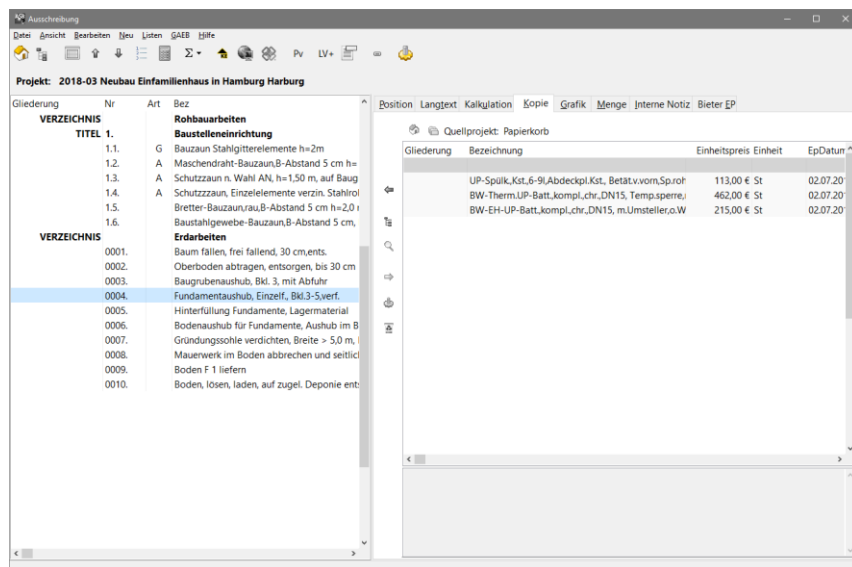 Ausschreibung
Datei Ansicht Bearbeiten Neu Listen GAEB Hilfe
Σ Pv LV+
Projekt: 2018-03 Neubau Einfamilienhaus in Hamburg Harburg
Gliederung Nr Art Bez
VERZEICHNIS Rohbauarbeiten
TITEL 1. Baustelleneinrichtung
1.1. G Bauzaun Stahlgitterelemente h=2m
1.2. A Maschendraht-Bauzaun,B-Abstand 5 cm h=
1.3. A Schutzzaun n. Wahl AN, h=1,50 m, auf Baug
1.4. A Schutzzzaun, Einzelelemente verzin. Stahlrol
1.5. Bretter-Bauzaun,rau,B-Abstand 5 cm h=2,0
1.6. Baustahlgewebe-Bauzaun,B-Abstand 5 cm,
VERZEICHNIS Erdarbeiten
0001. Baum fällen, frei fallend, 30 cm,ents.
0002. Oberboden abtragen, entsorgen, bis 30 cm
0003. Baugrubenaushub, Bkl. 3, mit Abfuhr
0004. Fundamentaushub, Einzelf., Bkl.3-5,verf.
0005. Hinterfüllung Fundamente, Lagermaterial
0006. Bodenaushub für Fundamente, Aushub im B
0007. Gründungssohle verdichten, Breite > 5,0 m,
0008. Mauerwerk im Boden abbrechen und seitlic
0009. Boden F 1 liefern
0010. Boden, lösen, laden, auf zugel. Deponie ent
Position Langtext Kalkulation Kopie Grafik Menge Interne Notiz Bieter EP
Quellprojekt: Papierkorb
Gliederung Bezeichnung Einheitspreis Einheit EpDatum
UP-Spülk.,Kst.,6-9l,Abdeckpl.Kst., Betät.v.vorn,Sp.roh 113,00 € St 02.07.20
BW-Therm.UP-Batt.,kompl.,chr.,DN15, Temp.sperre, 462,00 € St 02.07.20
BW-EH-UP-Batt.,kompl.,chr.,DN15, m.Umsteller,o.W 215,00 € St 02.07.20